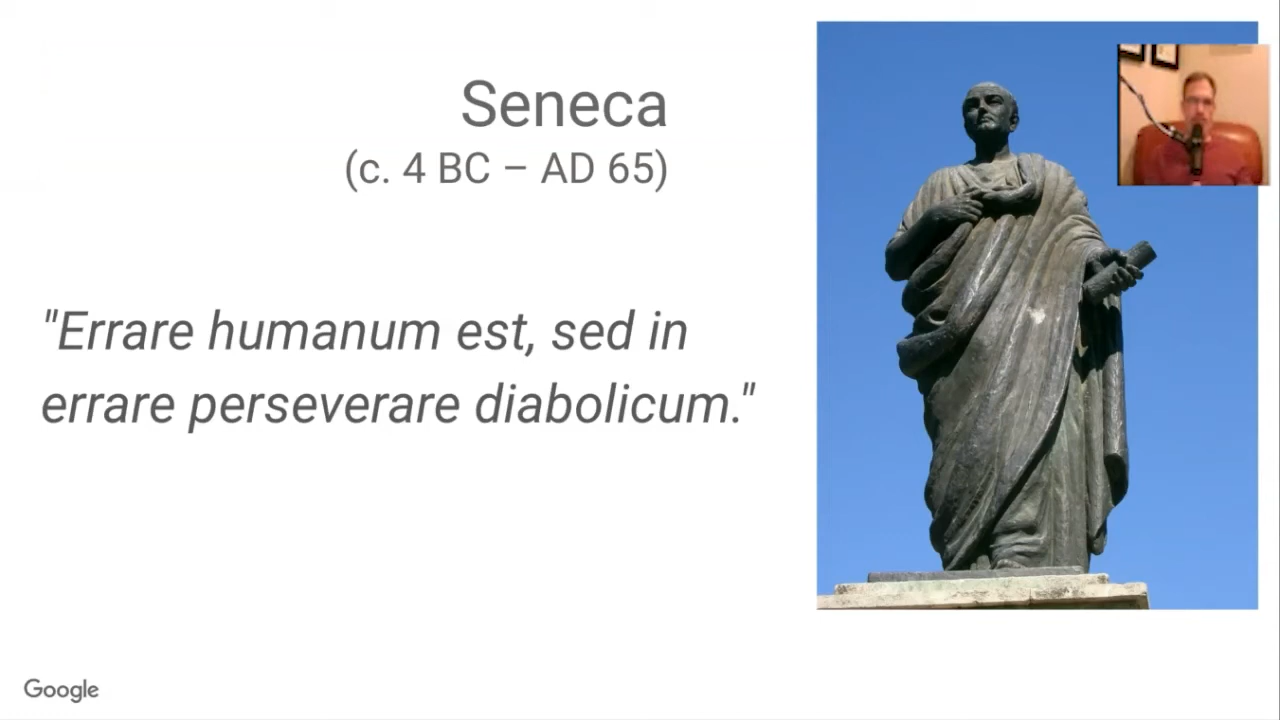 Seneca
(c. 4 BC – AD 65)
"Errare humanum est, sed in
errare perseverare diabolicum."
Google